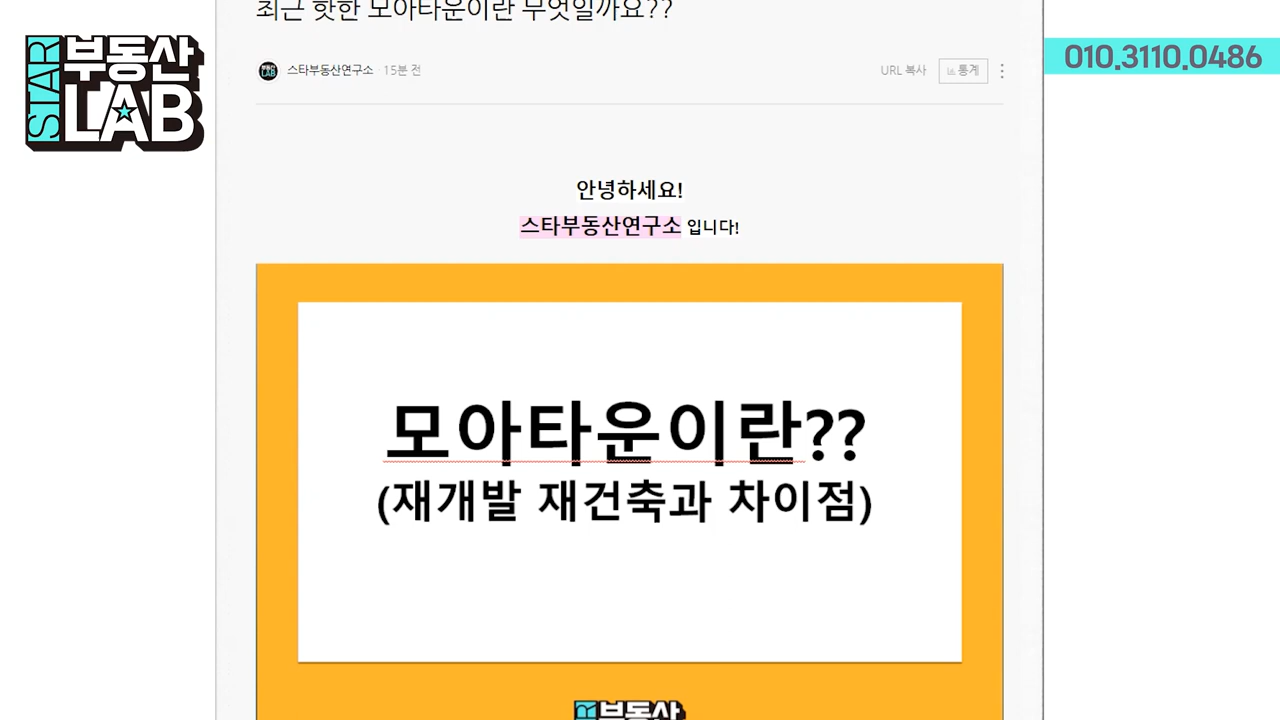 최근 핫한 모아타운이란 무엇일까요??
STAR
부동산
LAB
010.3110.0486
스타부동산연구소 · 15분 전
URL 복사
통계
안녕하세요!
스타부동산연구소 입니다!
모아타운이란??
(재개발 재건축과 차이점)
부동산